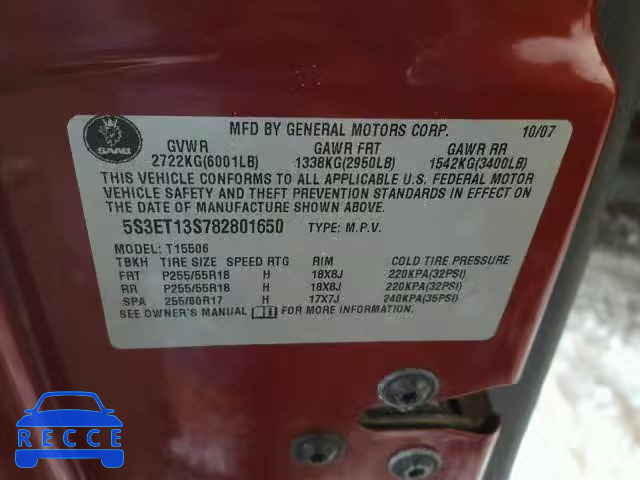 MFD BY GENERAL MOTORS CORP. 10/07
SAAB
GVWR GAWR FRT GAWR RR
2722KG(6001LB) 1338KG(2950LB) 1542KG(3400LB)
THIS VEHICLE CONFORMS TO ALL APPLICABLE U.S. FEDERAL MOTOR
VEHICLE SAFETY AND THEFT PREVENTION STANDARDS IN EFFECT ON
THE DATE OF MANUFACTURE SHOWN ABOVE.
5S3ET13S782801650 TYPE: M.P.V.
MODEL: T15506
TBKH TIRE SIZE SPEED RTG RIM COLD TIRE PRESSURE
FRT P255/55R18 H 18X8J 220KPA(32PSI)
RR P255/55R18 H 18X8J 220KPA(32PSI)
SPA 255/60R17 H 17X7J 240KPA(35PSI)
SEE OWNER'S MANUAL FOR MORE INFORMATION.
RECCE